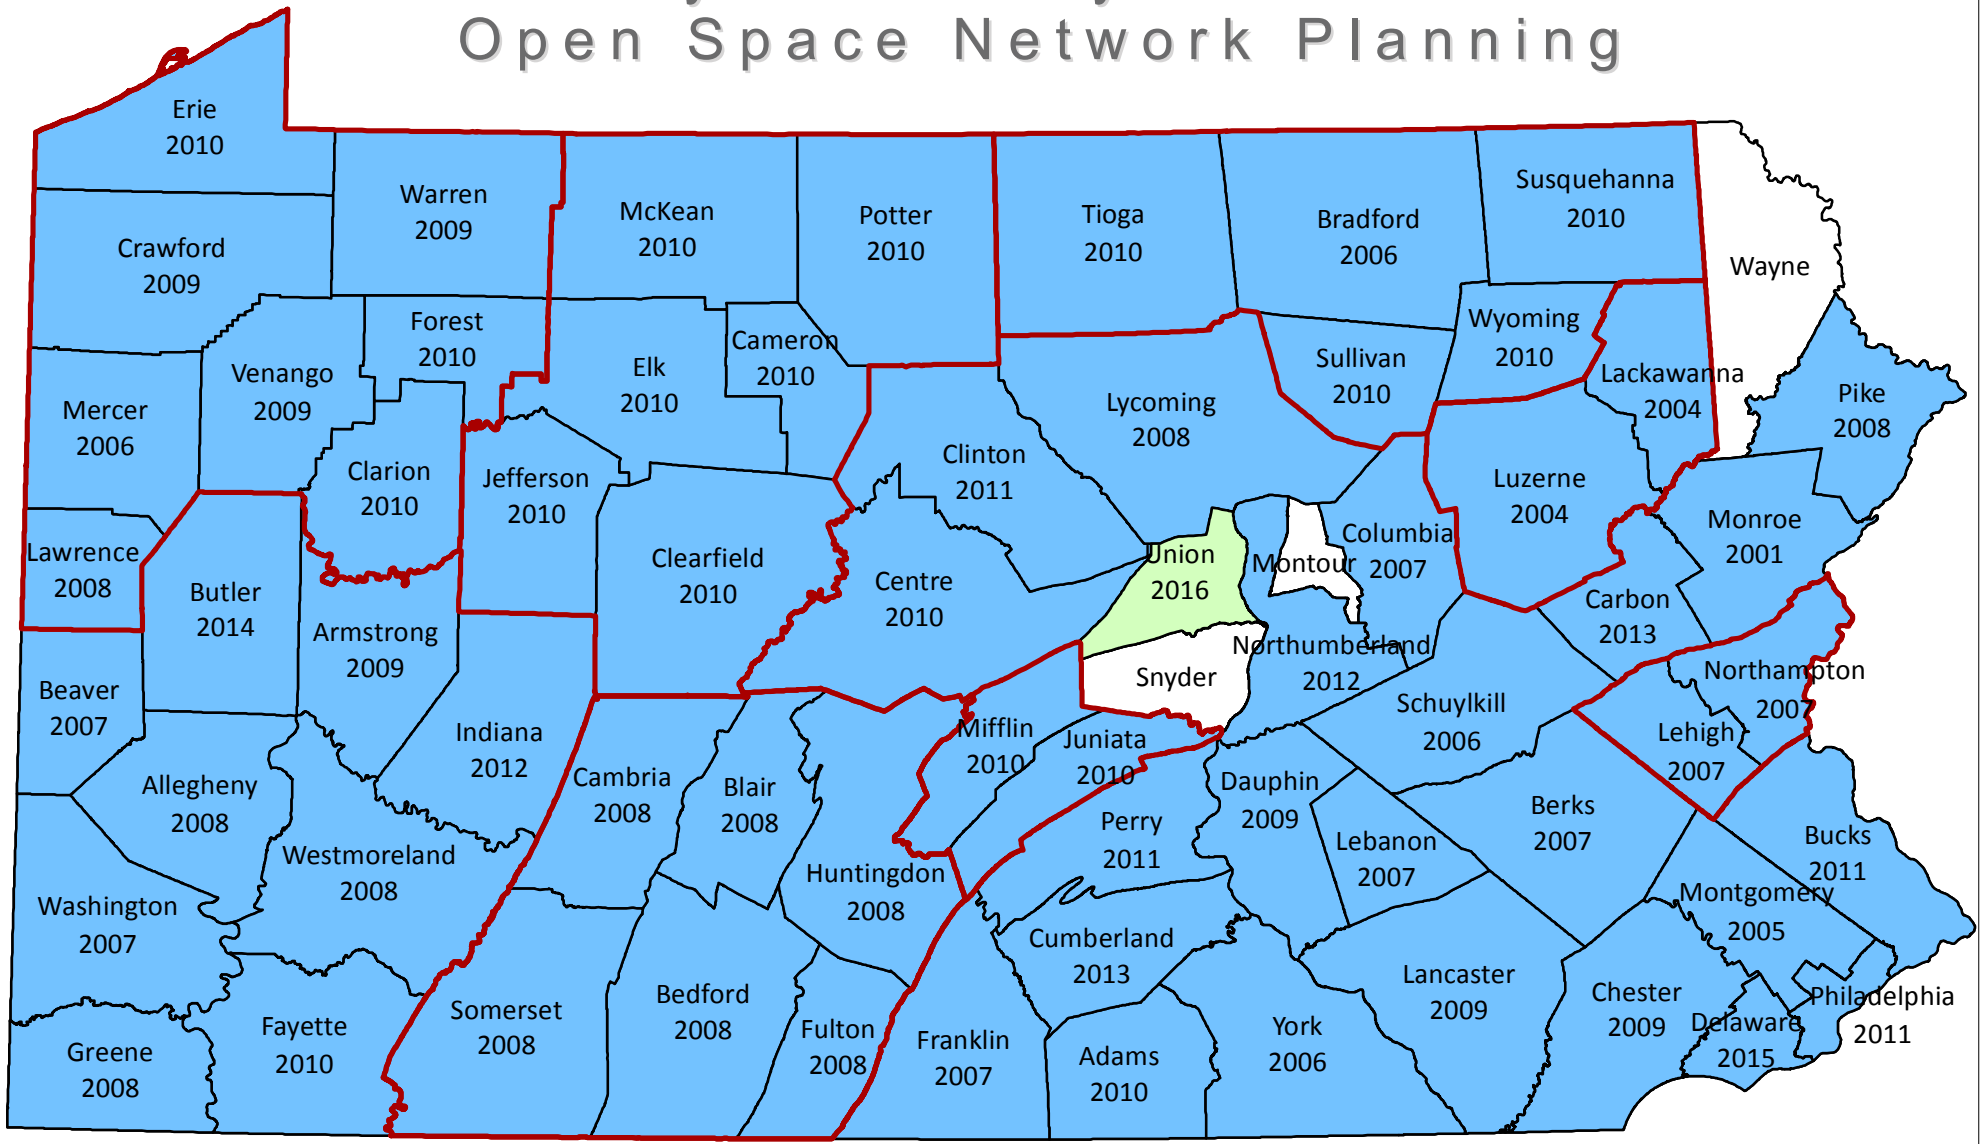 Open Space Network Planning
Erie
2010
Warren
2009
McKean
2010
Potter
2010
Tioga
2010
Bradford
2006
Susquehanna
2010
Wayne
Crawford
2009
Forest
2010
Cameron
2010
Elk
2010
Venango
2009
Mercer
2006
Clarion
2010
Jefferson
2010
Clinton
2011
Lycoming
2008
Sullivan
2010
Wyoming
2010
Lackawanna
2004
Pike
2008
Luzerne
2004
Monroe
2001
Lawrence
2008
Butler
2014
Armstrong
2009
Clearfield
2010
Centre
2010
Union
2016
Montour
Columbia
2007
Carbon
2013
Northumberland
2012
Snyder
Northampton
2007
Beaver
2007
Indiana
2012
Mifflin
2010
Juniata
2010
Schuylkill
2006
Lehigh
2007
Allegheny
2008
Cambria
2008
Blair
2008
Dauphin
2009
Perry
2011
Lebanon
2007
Berks
2007
Bucks
2011
Westmoreland
2008
Huntingdon
2008
Montgomery
2005
Washington
2007
Cumberland
2013
Lancaster
2009
Chester
2009
Philadelphia
2011
Delaware
2015
Greene
2008
Fayette
2010
Somerset
2008
Bedford
2008
Fulton
2008
Franklin
2007
Adams
2010
York
2006